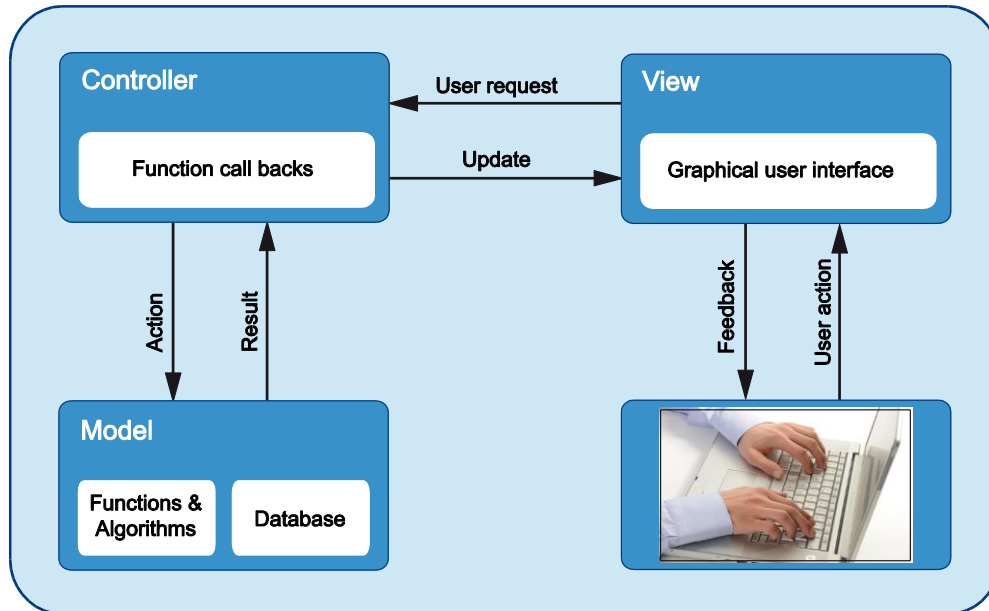 Controller
User request
View
Function call backs
Update
Graphical user interface
Action
Result
Feedback
User action
Model
Functions &
Algorithms
Database